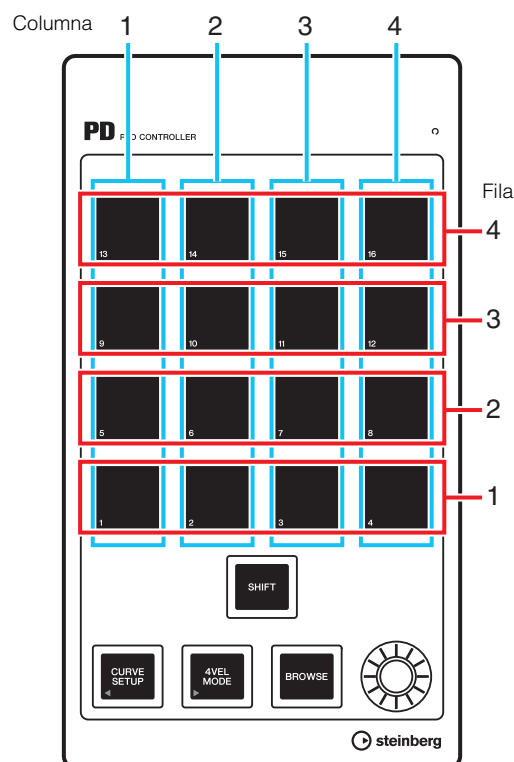 Columna 1 2 3 4
PD CONTROLLER
Fila
13 14 15 16 4
9 10 11 12 3
5 6 7 8 2
1 2 3 4 1
SHIFT
CURVE SETUP
4VEL MODE
BROWSE
steinberg